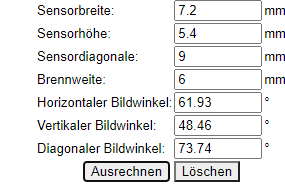 Sensorbreite: 7.2 mm
Sensorhöhe: 5.4 mm
Sensordiagonale: 9 mm
Brennweite: 6 mm
Horizontaler Bildwinkel: 61.93 °
Vertikaler Bildwinkel: 48.46 °
Diagonaler Bildwinkel: 73.74 °
Ausrechnen Löschen